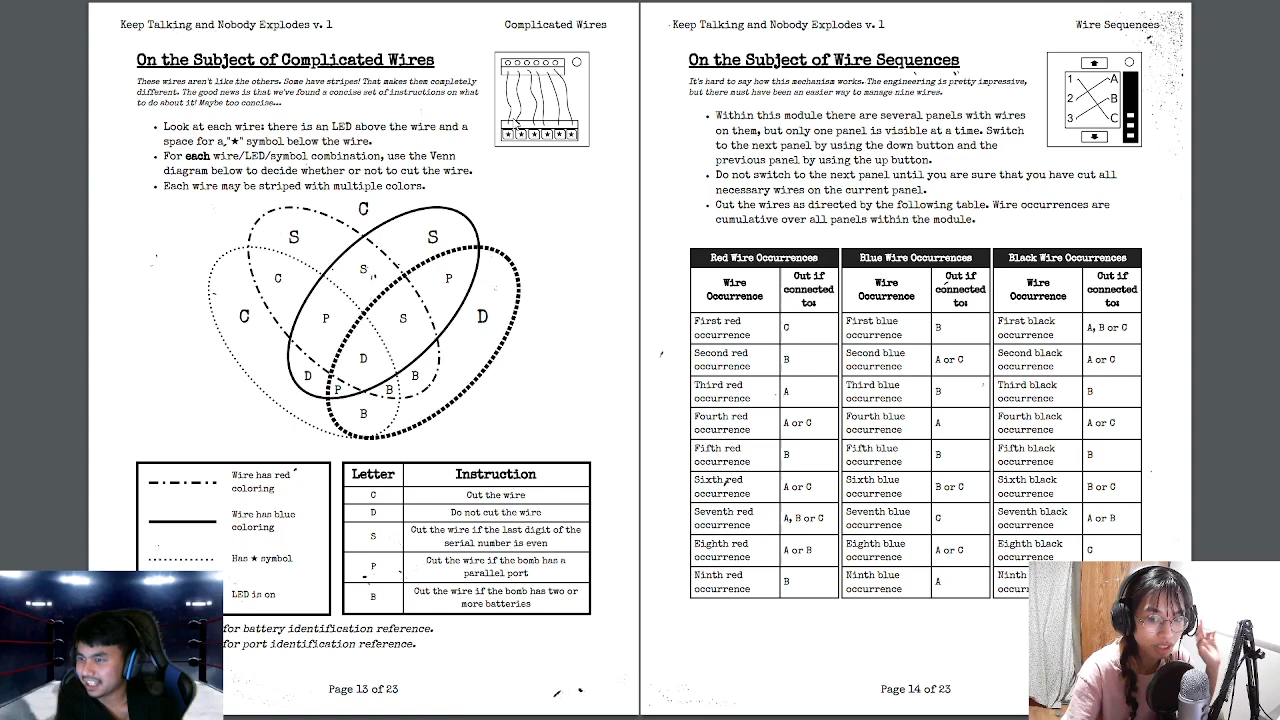 Keep Talking and Nobody Explodes v. 1
Complicated Wires
On the Subject of Complicated Wires
These wires aren't like the others. Some have stripes! That makes them completely
different. The good news is that we've found a concise set of instructions on what
to do about it! Maybe too concise...
• Look at each wire: there is an LED above the wire and a
space for a "★" symbol below the wire.
• For each wire/LED/symbol combination, use the Venn
diagram below to decide whether or not to cut the wire.
• Each wire may be striped with multiple colors.
C
S
S
S
C
P
C
P
S
D
D
D
B
P
B
B
Wire has red
coloring
Wire has blue
coloring
Has ★ symbol
LED is on
Letter
Instruction
C
Cut the wire
D
Do not cut the wire
S
Cut the wire if the last digit of the
serial number is even
P
Cut the wire if the bomb has a
parallel port
B
Cut the wire if the bomb has two or
more batteries
for battery identification reference.
for port identification reference.
Page 13 of 23
Keep Talking and Nobody Explodes v. 1
Wire Sequences
On the Subject of Wire Sequences
It's hard to say how this mechanism works. The engineering is pretty impressive,
but there must have been an easier way to manage nine wires.
1
A
2
B
3
C
• Within this module there are several panels with wires
on them, but only one panel is visible at a time. Switch
to the next panel by using the down button and the
previous panel by using the up button.
• Do not switch to the next panel until you are sure that you have cut all
necessary wires on the current panel.
• Cut the wires as directed by the following table. Wire occurrences are
cumulative over all panels within the module.
Red Wire Occurrences
Wire
Occurrence
Cut if
connected
to:
First red
occurrence
C
Second red
occurrence
B
Third red
occurrence
A
Fourth red
occurrence
A or C
Fifth red
occurrence
B
Sixth red
occurrence
A or C
Seventh red
occurrence
A, B or C
Eighth red
occurrence
A or B
Ninth red
occurrence
B
Blue Wire Occurrences
Wire
Occurrence
Cut if
connected
to:
First blue
occurrence
B
Second blue
occurrence
A or C
Third blue
occurrence
B
Fourth blue
occurrence
A
Fifth blue
occurrence
B
Sixth blue
occurrence
B or C
Seventh blue
occurrence
C
Eighth blue
occurrence
A or C
Ninth blue
occurrence
A
Black Wire Occurrences
Wire
Occurrence
Cut if
connected
to:
First black
occurrence
A, B or C
Second black
occurrence
A or C
Third black
occurrence
B
Fourth black
occurrence
A or C
Fifth black
occurrence
B
Sixth black
occurrence
B or C
Seventh black
occurrence
A or B
Eighth black
occurrence
C
Ninth
occurrence
Page 14 of 23